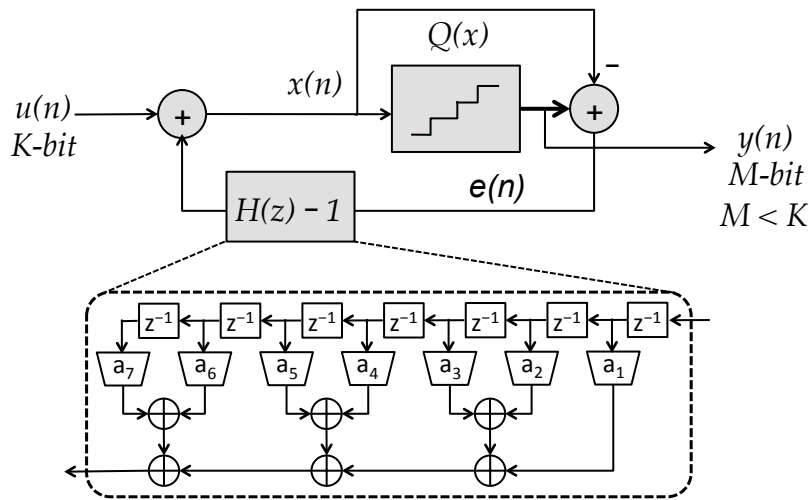 Q(x)
–
x(n)
u(n)
K-bit
+
+
y(n)
M-bit
M < K
e(n)
H(z) – 1
z⁻¹ z⁻¹ z⁻¹ z⁻¹ z⁻¹ z⁻¹ z⁻¹
a₇ a₆ a₅ a₄ a₃ a₂ a₁